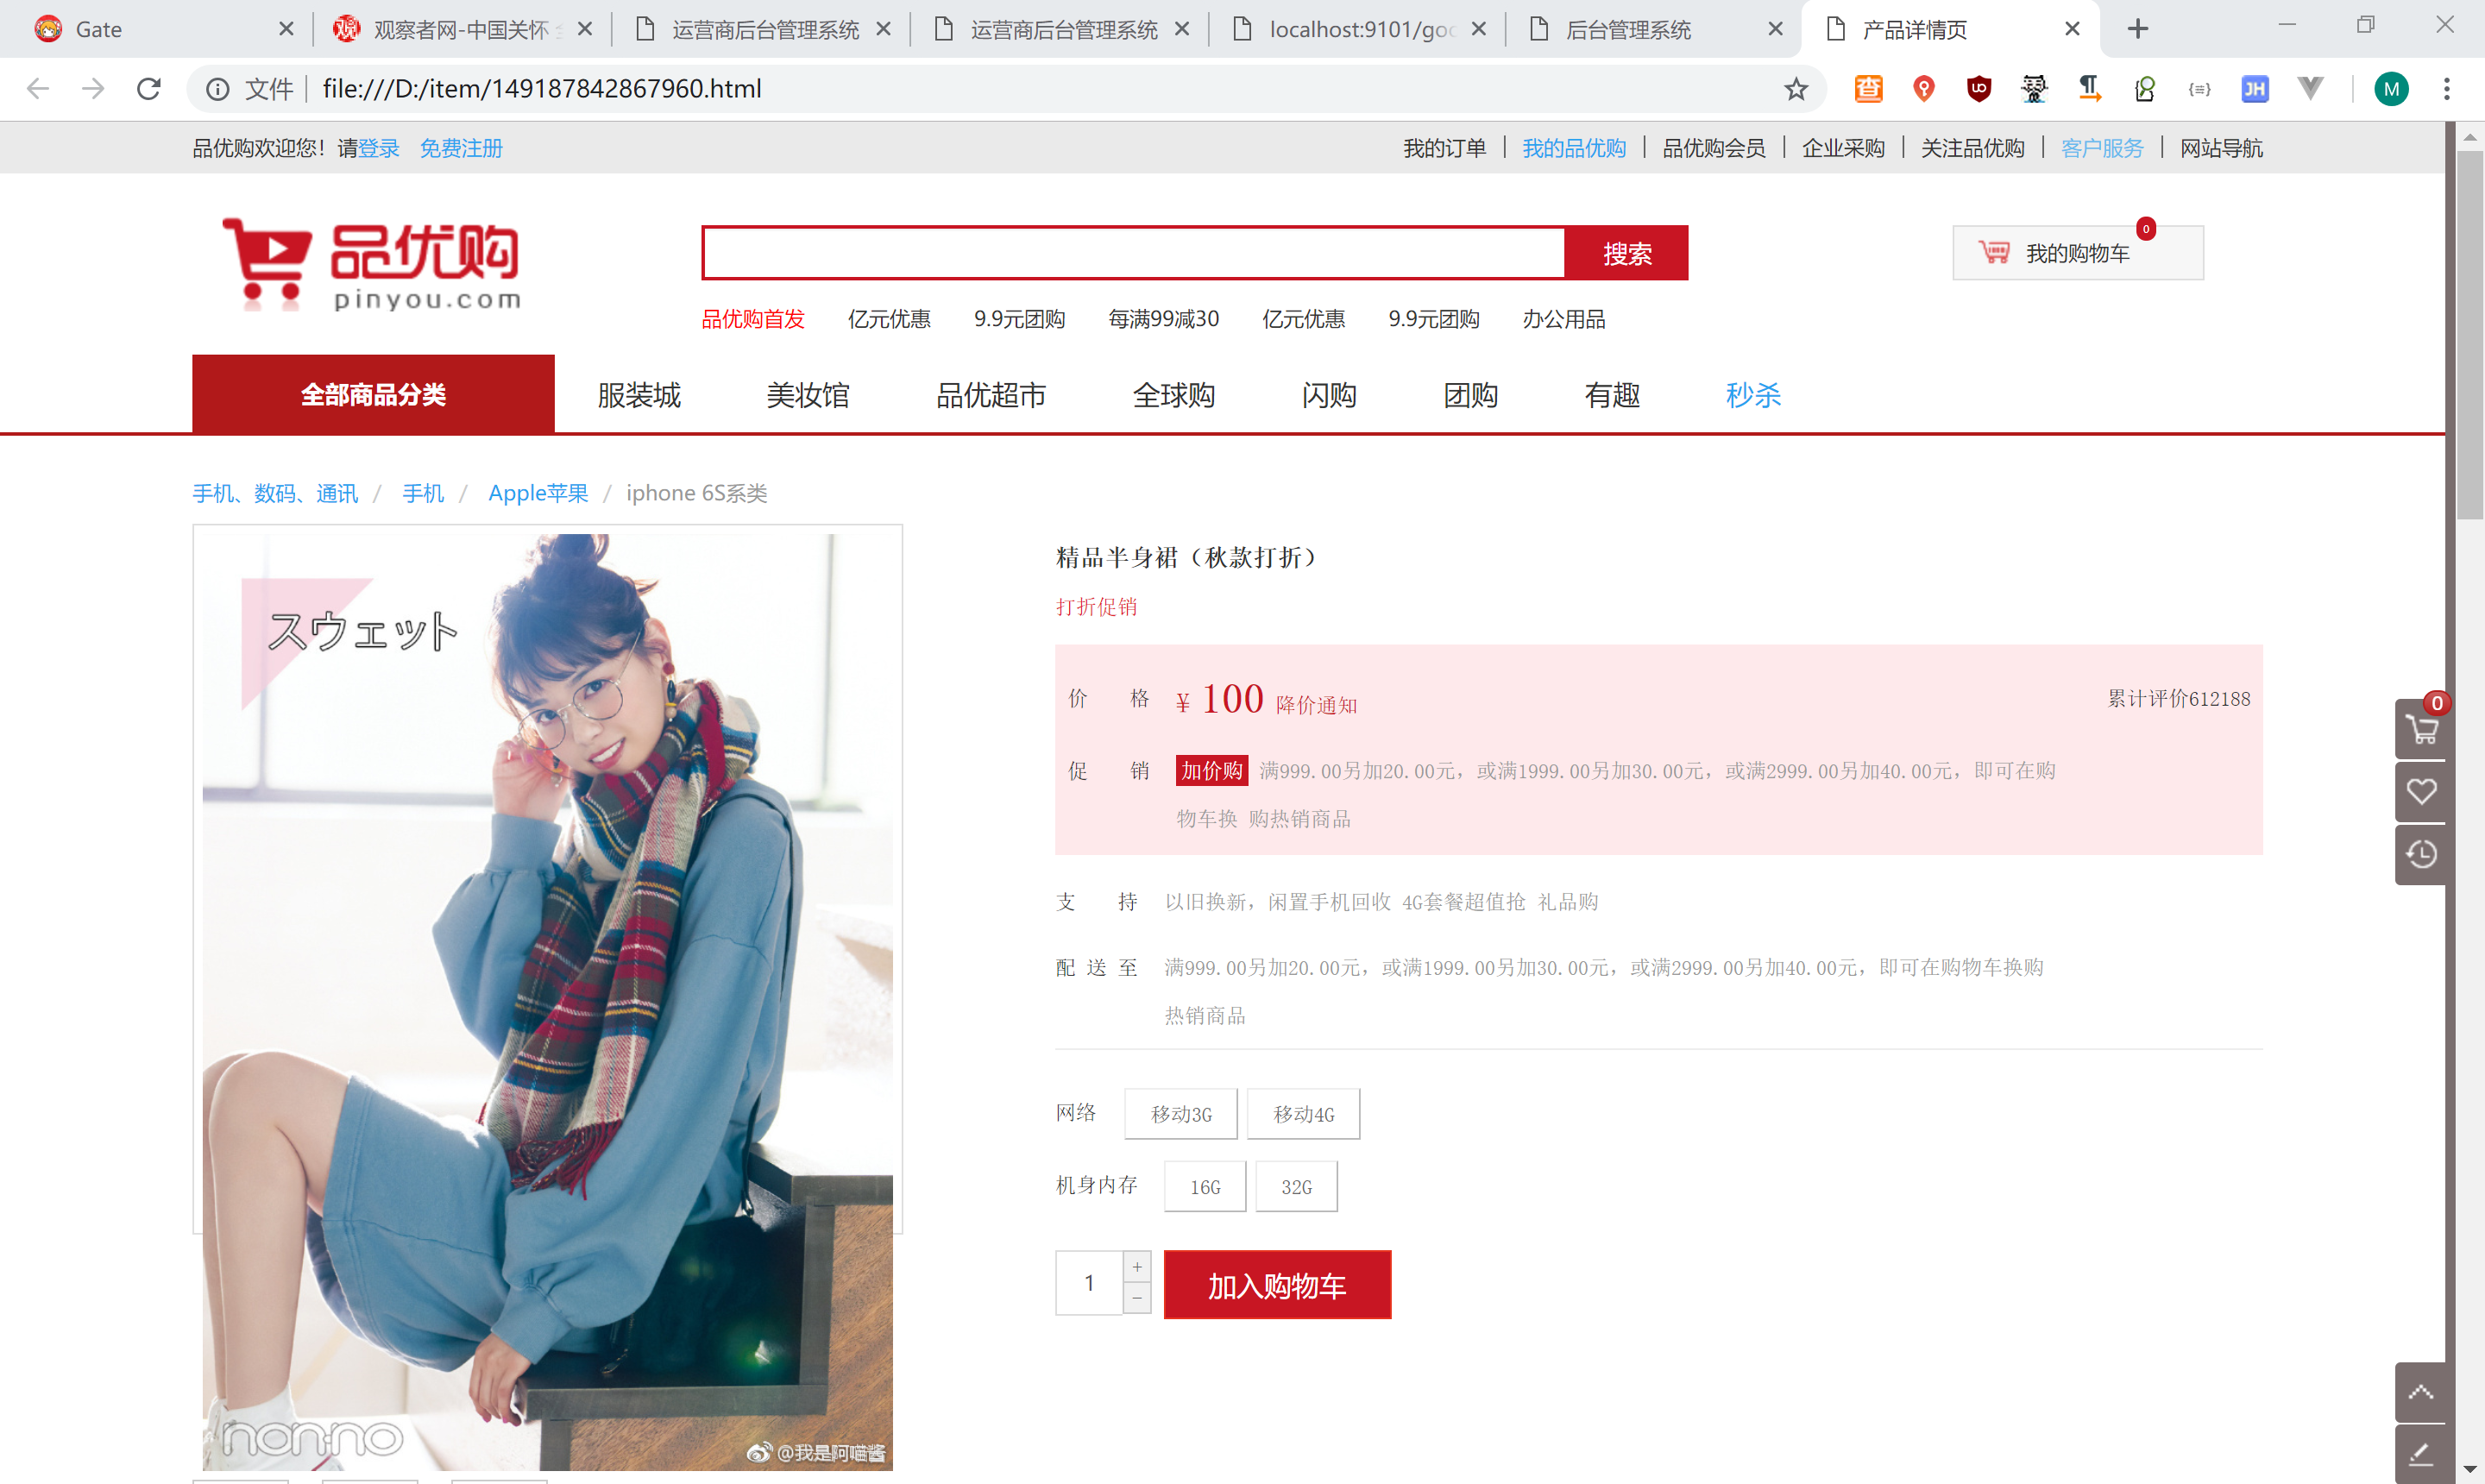 Gate
观察者网-中国关怀
运营商后台管理系统
运营商后台管理系统
localhost:9101/goo
后台管理系统
产品详情页
文件 file:///D:/item/149187842867960.html
JH
M
品优购欢迎您！请登录 免费注册
我的订单 我的品优购 品优购会员 企业采购 关注品优购 客户服务 网站导航
品优购
pinyou.com
搜索
我的购物车
0
品优购首发 亿元优惠 9.9元团购 每满99减30 亿元优惠 9.9元团购 办公用品
全部商品分类 服装城 美妆馆 品优超市 全球购 闪购 团购 有趣 秒杀
手机、数码、通讯 / 手机 / Apple苹果 / iphone 6S系类
スウェット
non-no
@我是阿喵酱
精品半身裙（秋款打折）
打折促销
价 格 ¥ 100 降价通知 累计评价612188
促 销 加价购 满999.00另加20.00元，或满1999.00另加30.00元，或满2999.00另加40.00元，即可在购
物车换 购热销商品
支 持 以旧换新，闲置手机回收 4G套餐超值抢 礼品购
配 送 至 满999.00另加20.00元，或满1999.00另加30.00元，或满2999.00另加40.00元，即可在购物车换购
热销商品
网络 移动3G 移动4G
机身内存 16G 32G
1 + - 加入购物车
0